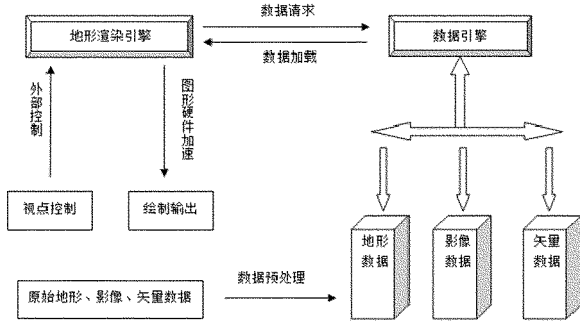 数据请求
地形渲染引擎
数据引擎
数据加载
外部控制
图形硬件加速
视点控制
绘制输出
地形
数据
影像
数据
矢量
数据
数据预处理
原始地形、影像、矢量数据